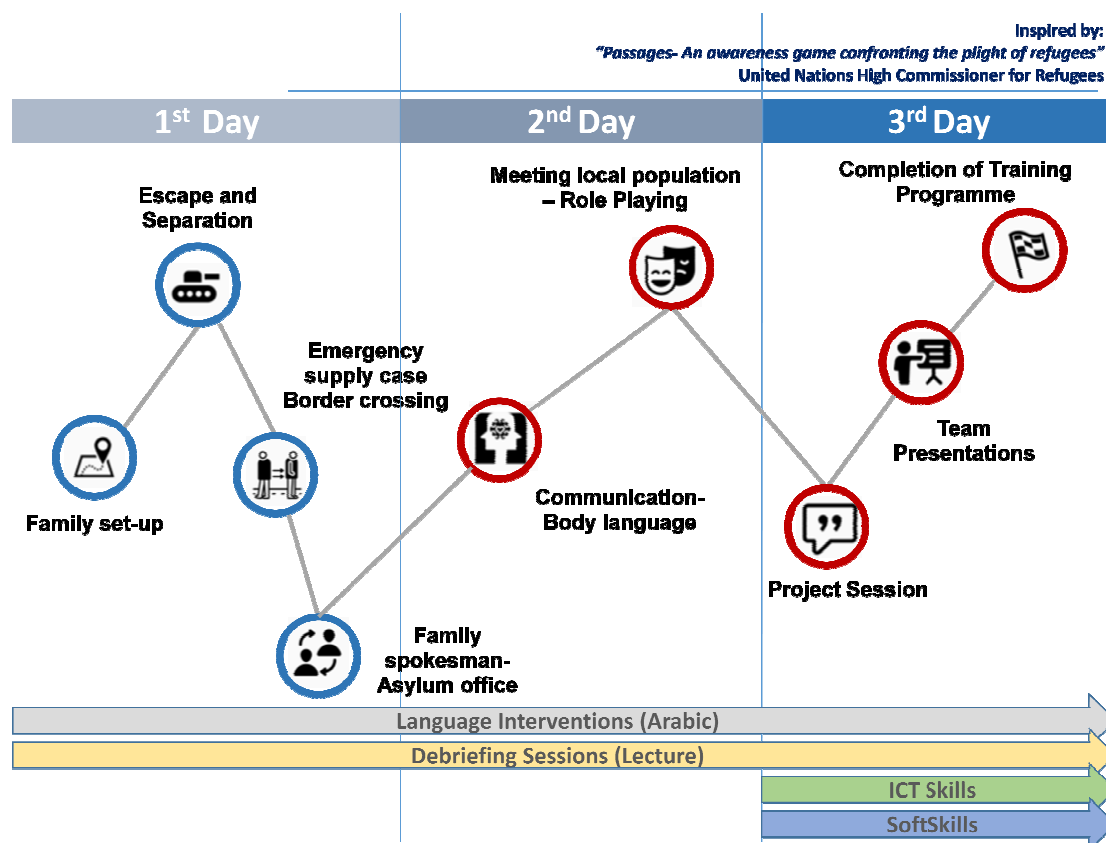 Inspired by:
"Passages- An awareness game confronting the plight of refugees"
United Nations High Commissioner for Refugees
1st Day
2nd Day
3rd Day
Escape and
Separation
Meeting local population
– Role Playing
Completion of Training
Programme
Emergency
supply case
Border crossing
Family set-up
Communication-
Body language
Team
Presentations
Project Session
Family
spokesman-
Asylum office
Language Interventions (Arabic)
Debriefing Sessions (Lecture)
ICT Skills
SoftSkills